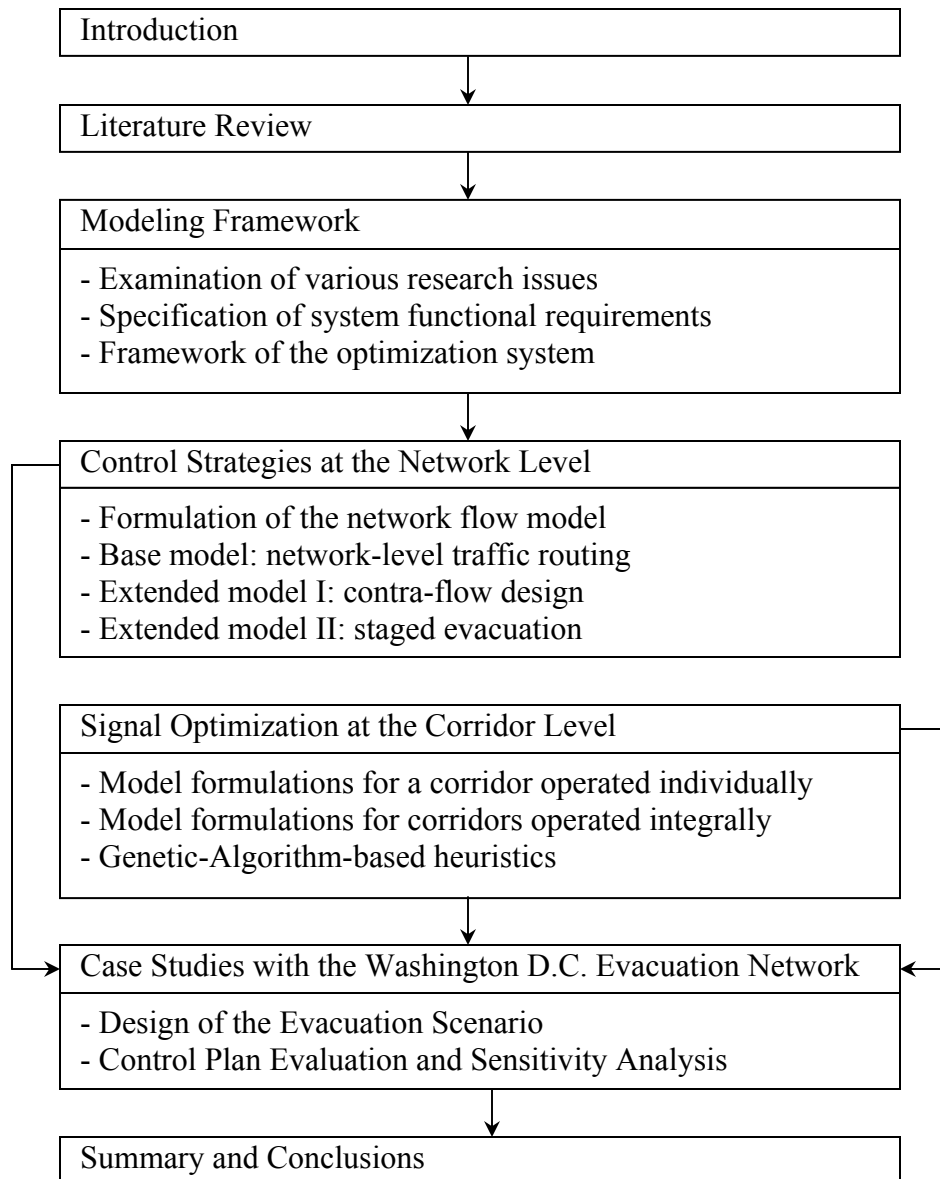 Introduction
Literature Review
Modeling Framework
- Examination of various research issues
- Specification of system functional requirements
- Framework of the optimization system
Control Strategies at the Network Level
- Formulation of the network flow model
- Base model: network-level traffic routing
- Extended model I: contra-flow design
- Extended model II: staged evacuation
Signal Optimization at the Corridor Level
- Model formulations for a corridor operated individually
- Model formulations for corridors operated integrally
- Genetic-Algorithm-based heuristics
Case Studies with the Washington D.C. Evacuation Network
- Design of the Evacuation Scenario
- Control Plan Evaluation and Sensitivity Analysis
Summary and Conclusions